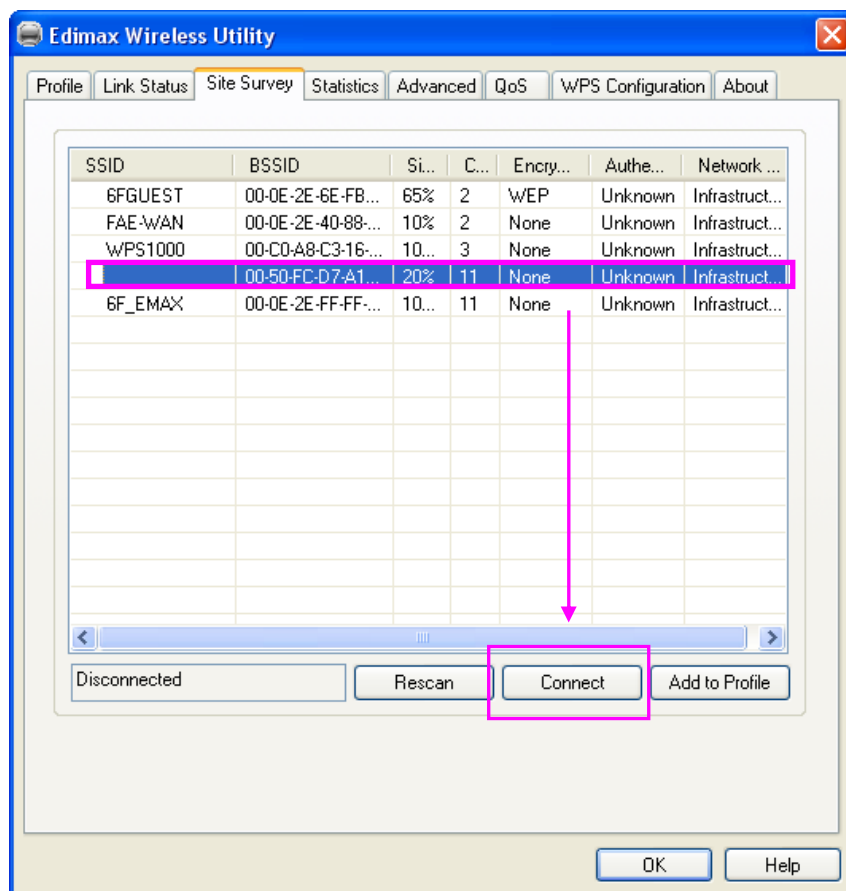 Edimax Wireless Utility
Profile Link Status Site Survey Statistics Advanced QoS WPS Configuration About
SSID BSSID Si... C... Encry... Authe... Network ...
6FGUEST 00-0E-2E-6E-FB... 65% 2 WEP Unknown Infrastruct...
FAE-WAN 00-0E-2E-40-88-... 10% 2 None Unknown Infrastruct...
WPS1000 00-C0-A8-C3-16-... 10... 3 None Unknown Infrastruct...
00-50-FC-D7-A1... 20% 11 None Unknown Infrastruct...
6F_EMAX 00-0E-2E-FF-FF-... 10... 11 None Unknown Infrastruct...
Disconnected Rescan Connect Add to Profile
OK Help